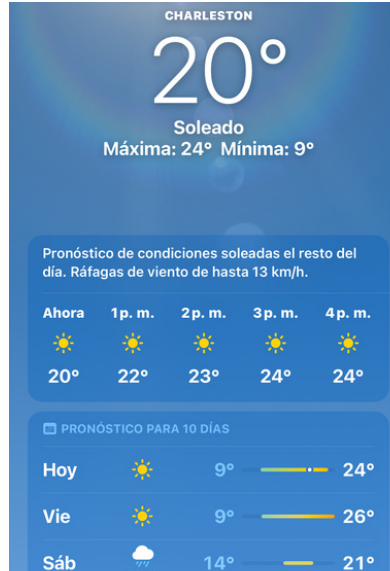 CHARLESTON
20°
Soleado
Máxima: 24° Mínima: 9°
Pronóstico de condiciones soleadas el resto del
día. Ráfagas de viento de hasta 13 km/h.
Ahora 1 p. m. 2 p. m. 3 p. m. 4 p. m.
20° 22° 23° 24° 24°
PRONÓSTICO PARA 10 DÍAS
Hoy 9° 24°
Vie 9° 26°
Sáb 14° 21°